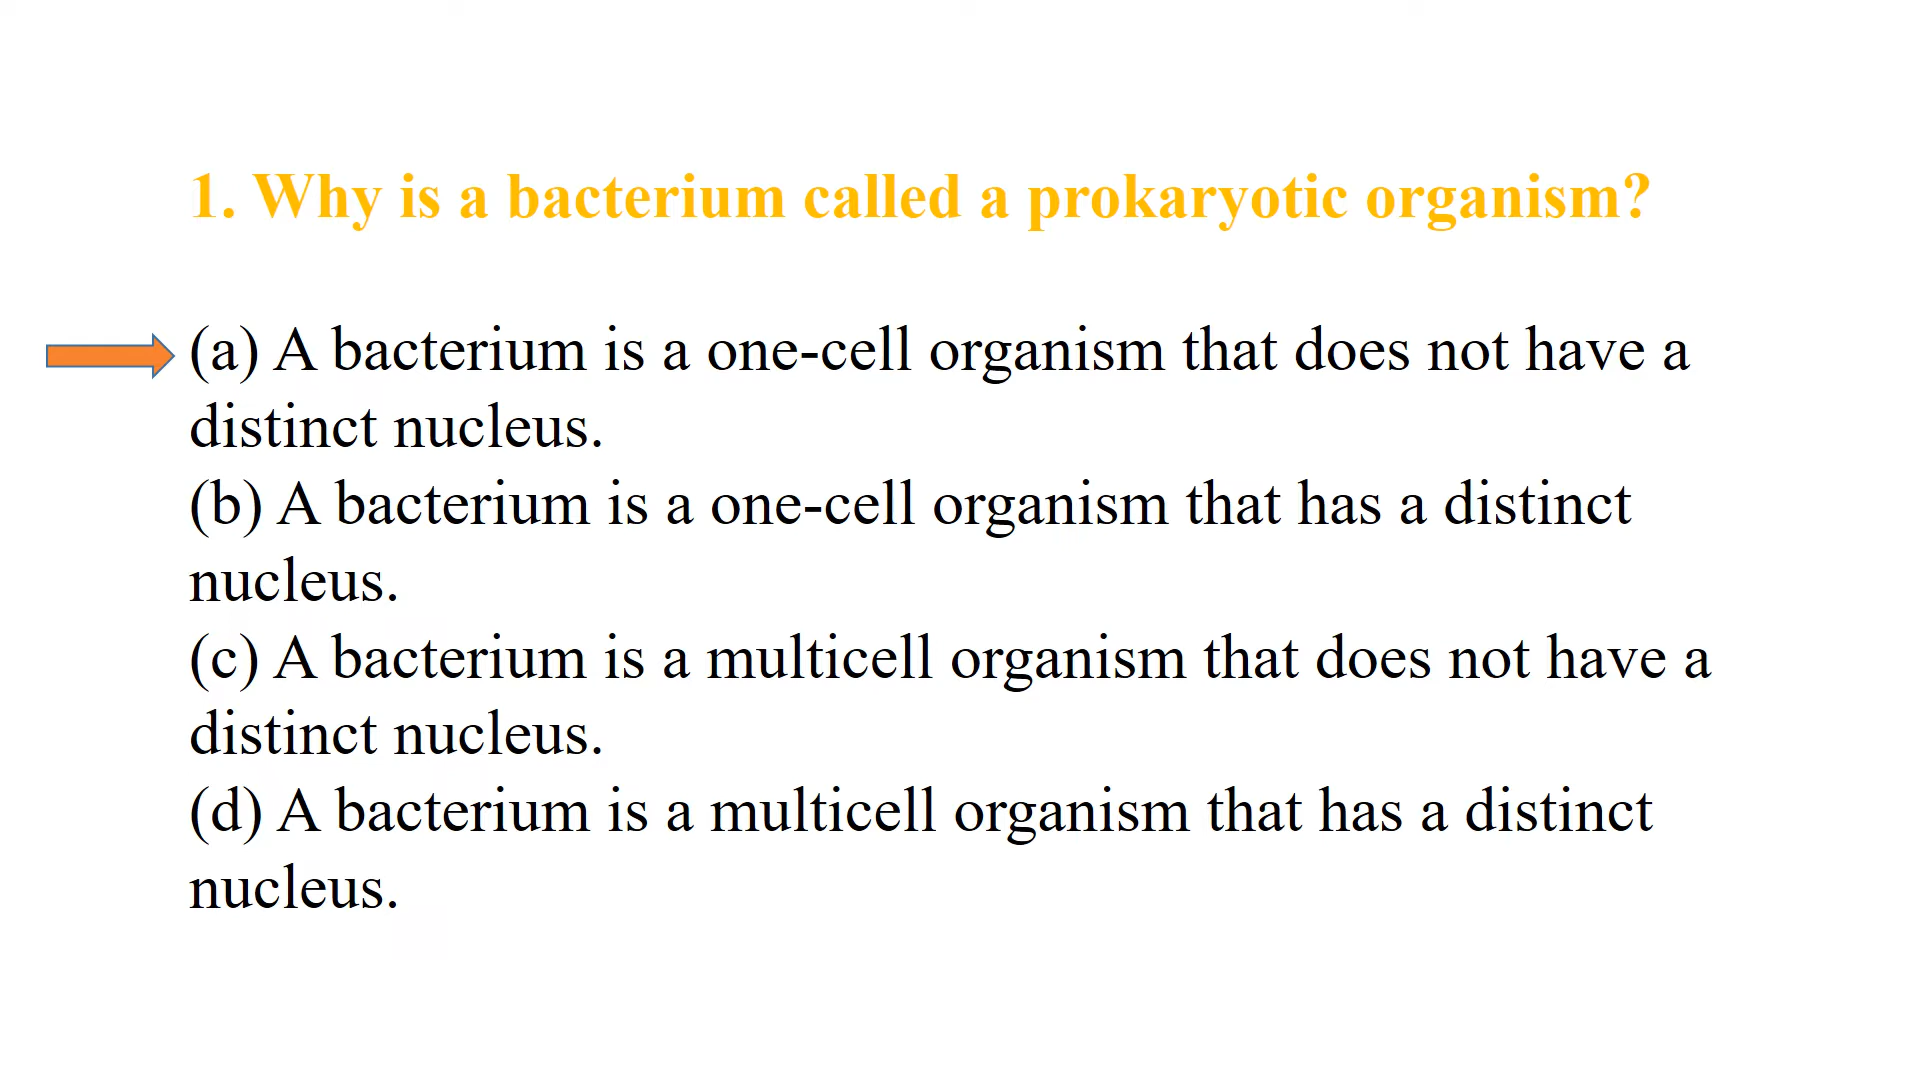 1. Why is a bacterium called a prokaryotic organism?
(a) A bacterium is a one-cell organism that does not have a
distinct nucleus.
(b) A bacterium is a one-cell organism that has a distinct
nucleus.
(c) A bacterium is a multicell organism that does not have a
distinct nucleus.
(d) A bacterium is a multicell organism that has a distinct
nucleus.